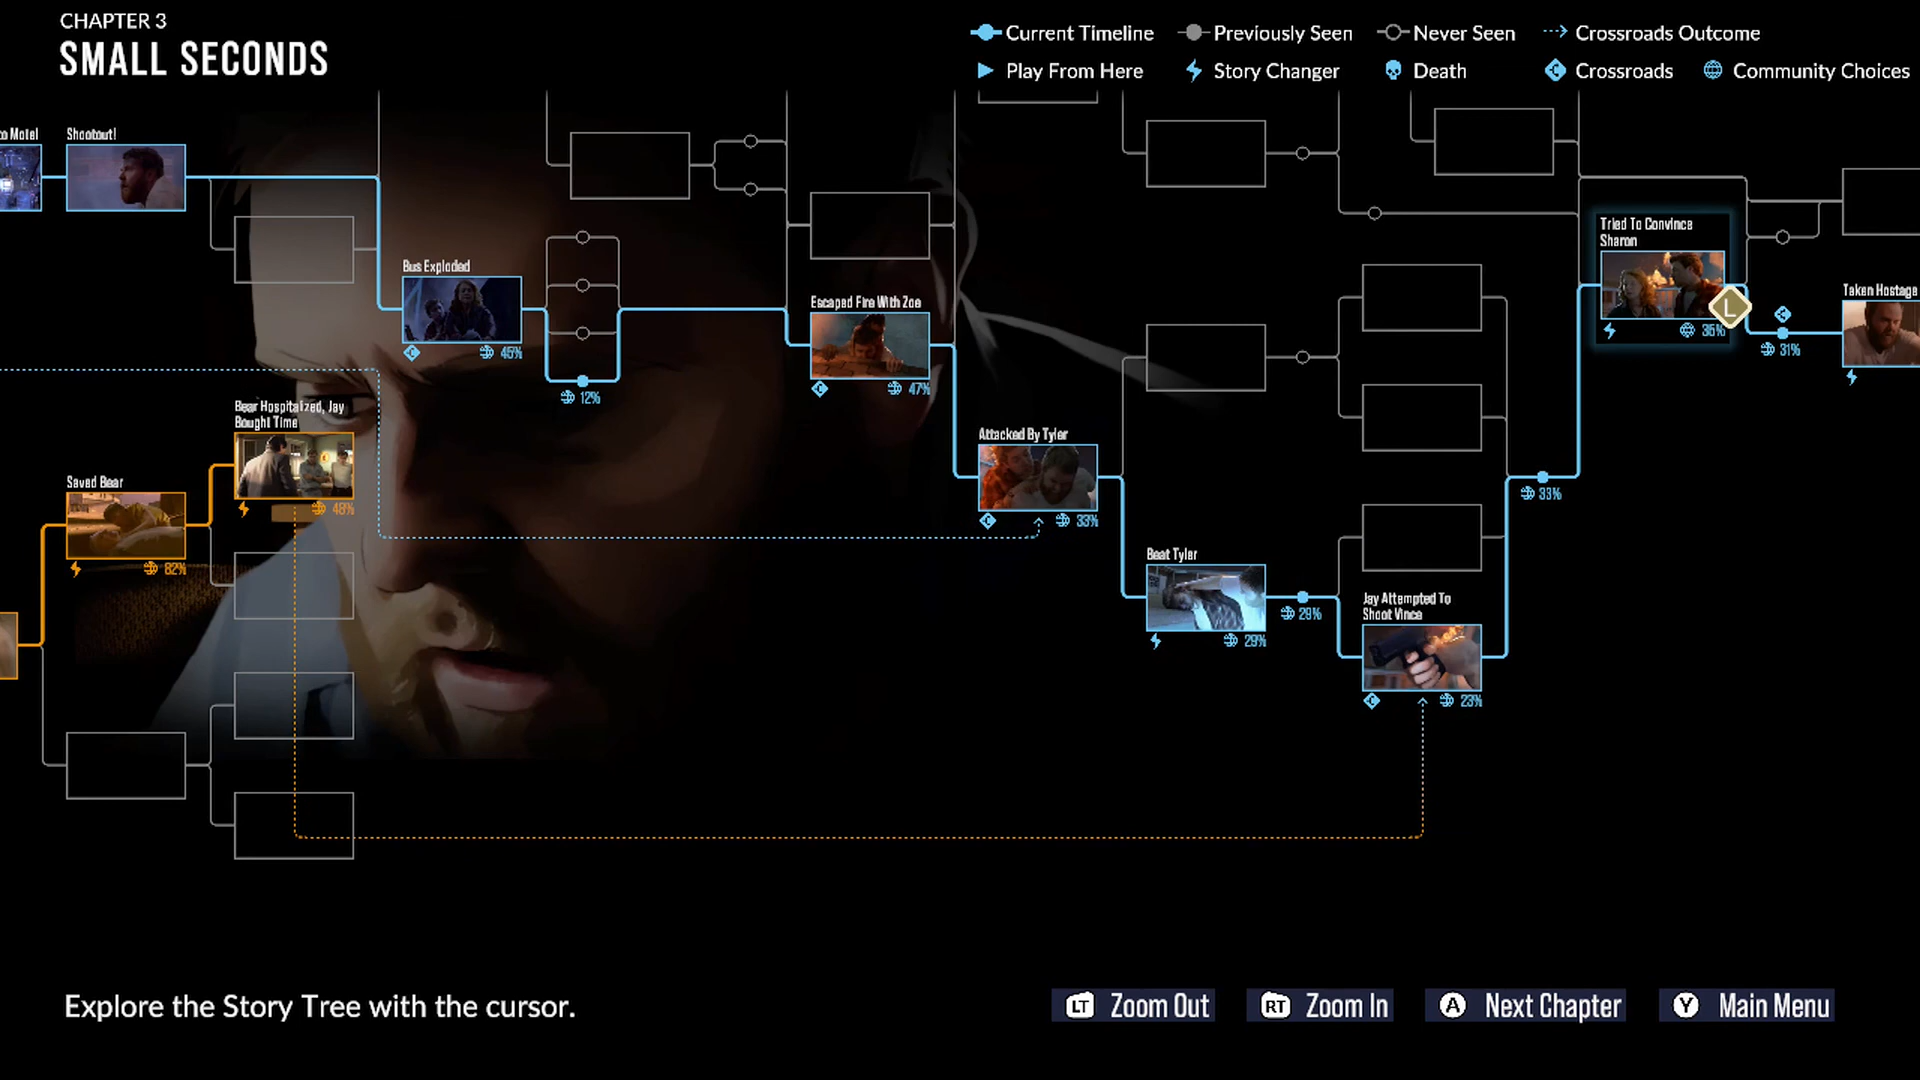 CHAPTER 3
SMALL SECONDS
Current Timeline
Previously Seen
Never Seen
Crossroads Outcome
Play From Here
Story Changer
Death
Crossroads
Community Choices
to Motel
Shootout!
Bus Exploded
45%
12%
Escaped Fire With Zoe
47%
Bear Hospitalized, Jay
Bought Time
48%
Saved Bear
82%
Attacked By Tyler
33%
Beat Tyler
29%
29%
Jay Attempted To
Shoot Vince
23%
33%
Tried To Convince
Sharon
35%
L
31%
Taken Hostage
Explore the Story Tree with the cursor.
LT Zoom Out
RT Zoom In
A Next Chapter
Y Main Menu